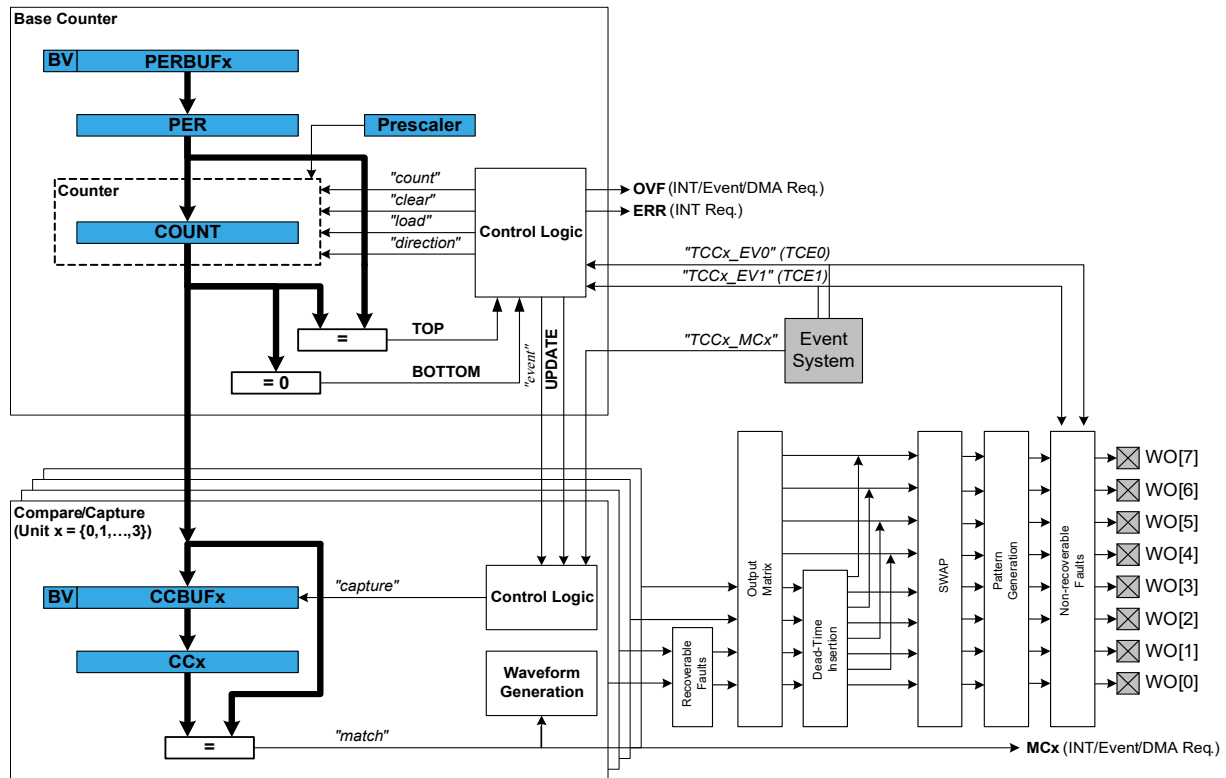 Base Counter
BV
PERBUFx
PER
Prescaler
Counter
COUNT
"count"
"clear"
"load"
"direction"
Control Logic
OVF (INT/Event/DMA Req.)
ERR (INT Req.)
"TCCx_EV0" (TCE0)
"TCCx_EV1" (TCE1)
"TCCx_MCx"
Event
System
=
TOP
= 0
BOTTOM
"event"
UPDATE
Compare/Capture
(Unit x = {0,1,…,3})
BV
CCBUFx
"capture"
Control Logic
CCx
Waveform
Generation
=
"match"
Recoverable
Faults
Output
Matrix
Dead-Time
Insertion
SWAP
Pattern
Generation
Non-recoverable
Faults
WO[7]
WO[6]
WO[5]
WO[4]
WO[3]
WO[2]
WO[1]
WO[0]
MCx (INT/Event/DMA Req.)